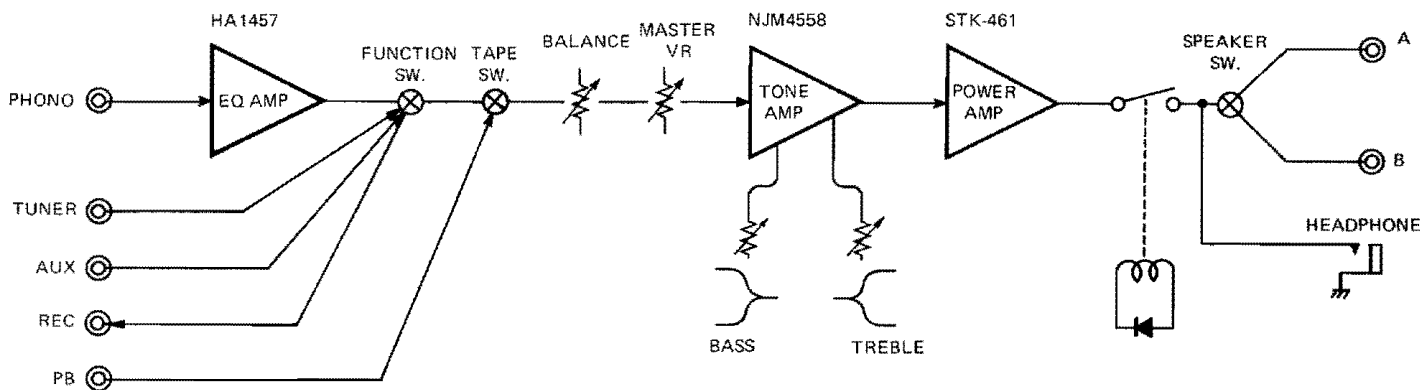 HA1457
NJM4558
STK-461
FUNCTION
SW.
TAPE
SW.
BALANCE
MASTER
VR
SPEAKER
SW.
A
PHONO
EQ AMP
TONE
AMP
POWER
AMP
B
TUNER
HEADPHONE
AUX
REC
BASS
TREBLE
PB